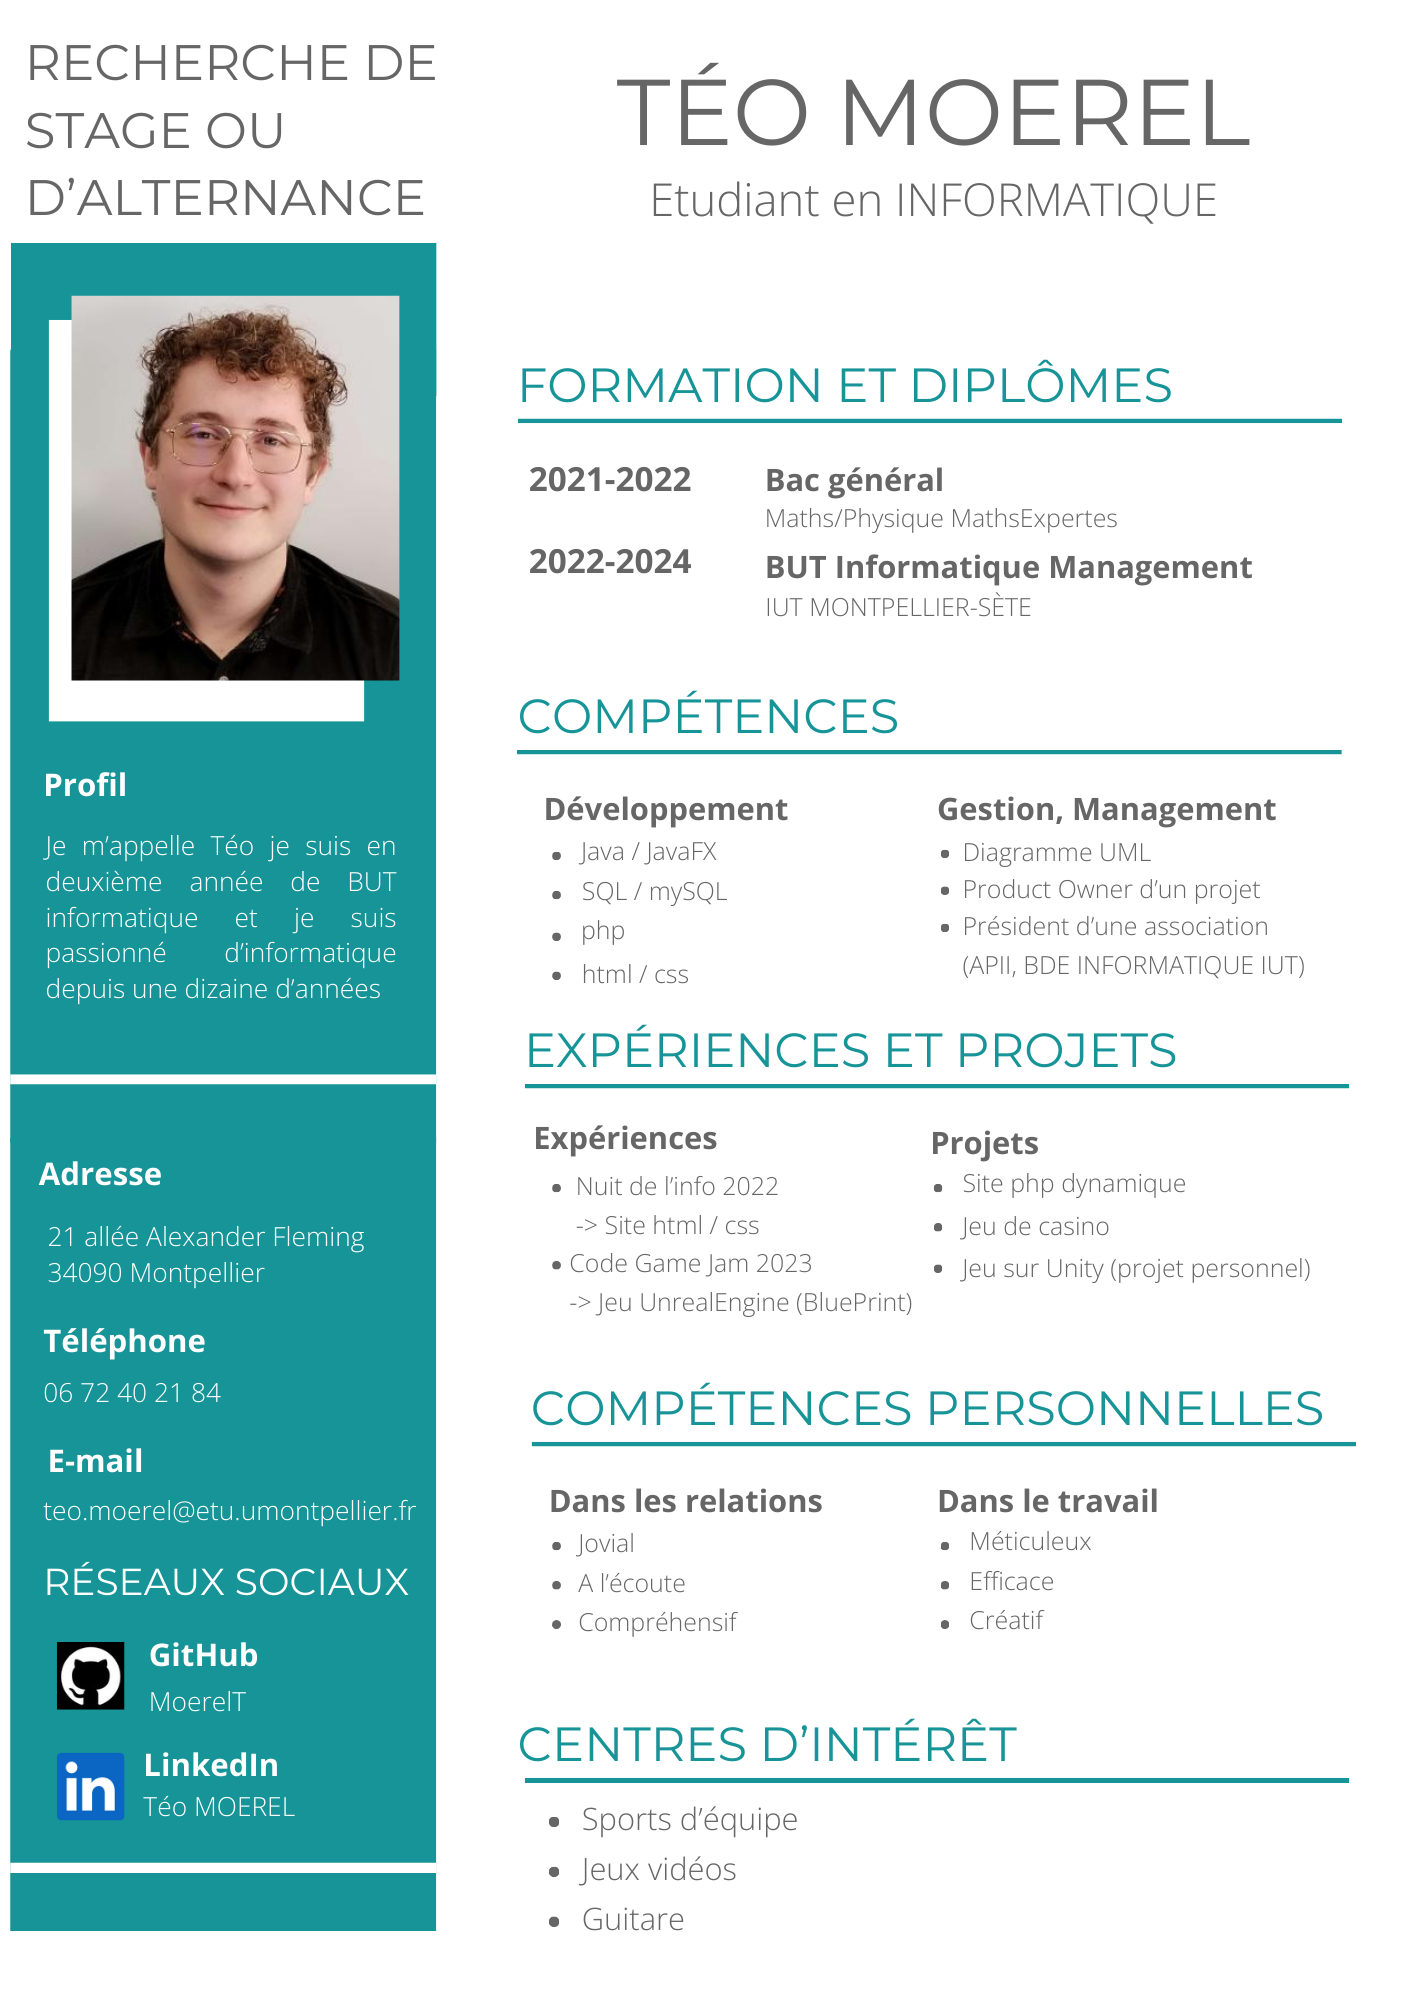 RECHERCHE DE
STAGE OU
D’ALTERNANCE
TÉO MOEREL
Etudiant en INFORMATIQUE
Profil
Je m’appelle Téo je suis en
deuxième année de BUT
informatique et je suis
passionné d’informatique
depuis une dizaine d’années
Adresse
21 allée Alexander Fleming
34090 Montpellier
Téléphone
06 72 40 21 84
E-mail
teo.moerel@etu.umontpellier.fr
RÉSEAUX SOCIAUX
GitHub
MoerelT
in
LinkedIn
Téo MOEREL
FORMATION ET DIPLÔMES
2021-2022
Bac général
Maths/Physique MathsExpertes
2022-2024
BUT Informatique Management
IUT MONTPELLIER-SÈTE
COMPÉTENCES
Développement
• Java / JavaFX
• SQL / mySQL
• php
• html / css
Gestion, Management
• Diagramme UML
• Product Owner d’un projet
• Président d’une association
(APII, BDE INFORMATIQUE IUT)
EXPÉRIENCES ET PROJETS
Expériences
• Nuit de l’info 2022
-> Site html / css
• Code Game Jam 2023
-> Jeu UnrealEngine (BluePrint)
Projets
• Site php dynamique
• Jeu de casino
• Jeu sur Unity (projet personnel)
COMPÉTENCES PERSONNELLES
Dans les relations
• Jovial
• A l’écoute
• Compréhensif
Dans le travail
• Méticuleux
• Efficace
• Créatif
CENTRES D’INTÉRÊT
• Sports d’équipe
• Jeux vidéos
• Guitare